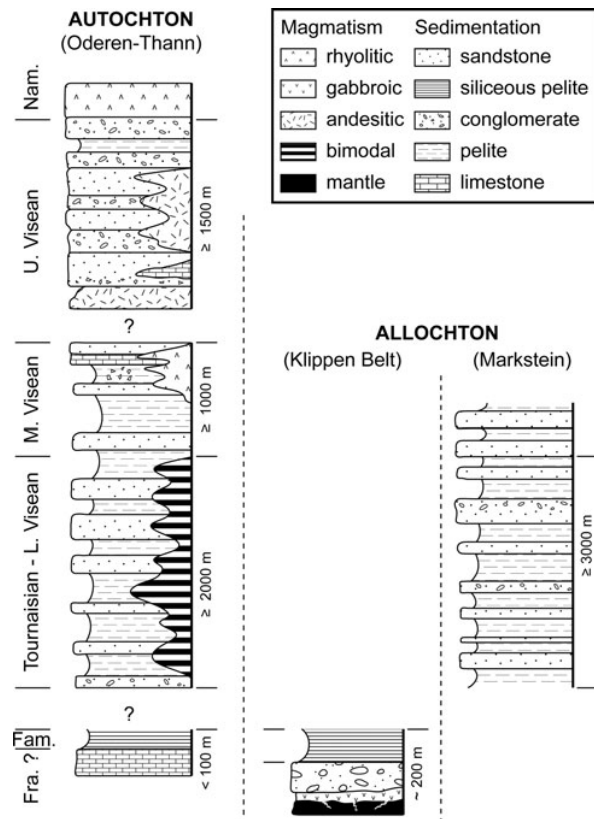 AUTOCHTON
(Oderen-Thann)
Magmatism
Sedimentation
rhyolitic
sandstone
gabbroic
siliceous pelite
andesitic
conglomerate
bimodal
pelite
mantle
limestone
Nam.
U. Visean
≥ 1500 m
?
M. Visean
≥ 1000 m
Tournaisian - L. Visean
≥ 2000 m
?
Fam.
Fra. ?
< 100 m
ALLOCHTON
(Klippen Belt)
(Markstein)
≥ 3000 m
~ 200 m